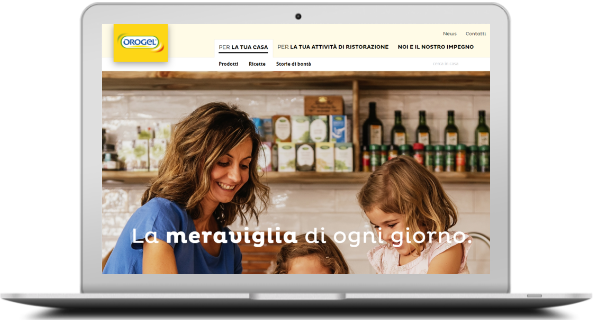 OROGEL
News Contatti
PER LA TUA CASA PER LA TUA ATTIVITÀ DI RISTORAZIONE NOI E IL NOSTRO IMPEGNO
Prodotti Ricette Storie di bontà
La meraviglia di ogni giorno.